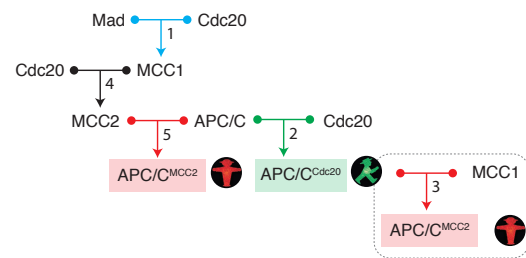 Mad Cdc20
1
Cdc20 MCC1
4
MCC2 APC/C Cdc20
5 2
APC/C^MCC2 APC/C^Cdc20 MCC1
3
APC/C^MCC2